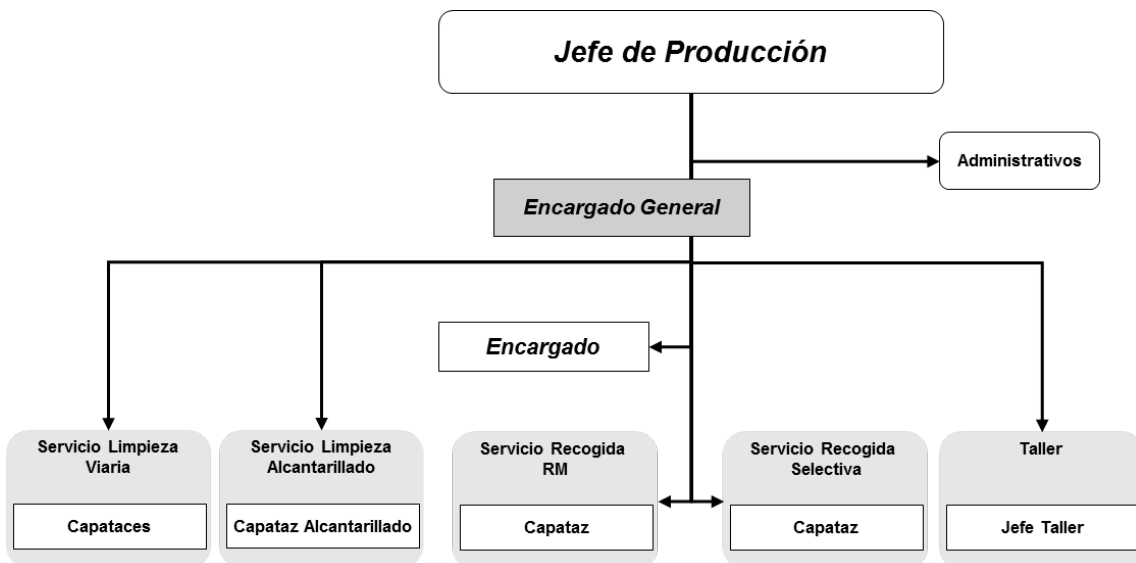 Jefe de Producción
Administrativos
Encargado General
Encargado
Servicio Limpieza
Viaria
Capataces
Servicio Limpieza
Alcantarillado
Capataz Alcantarillado
Servicio Recogida
RM
Capataz
Servicio Recogida
Selectiva
Capataz
Taller
Jefe Taller